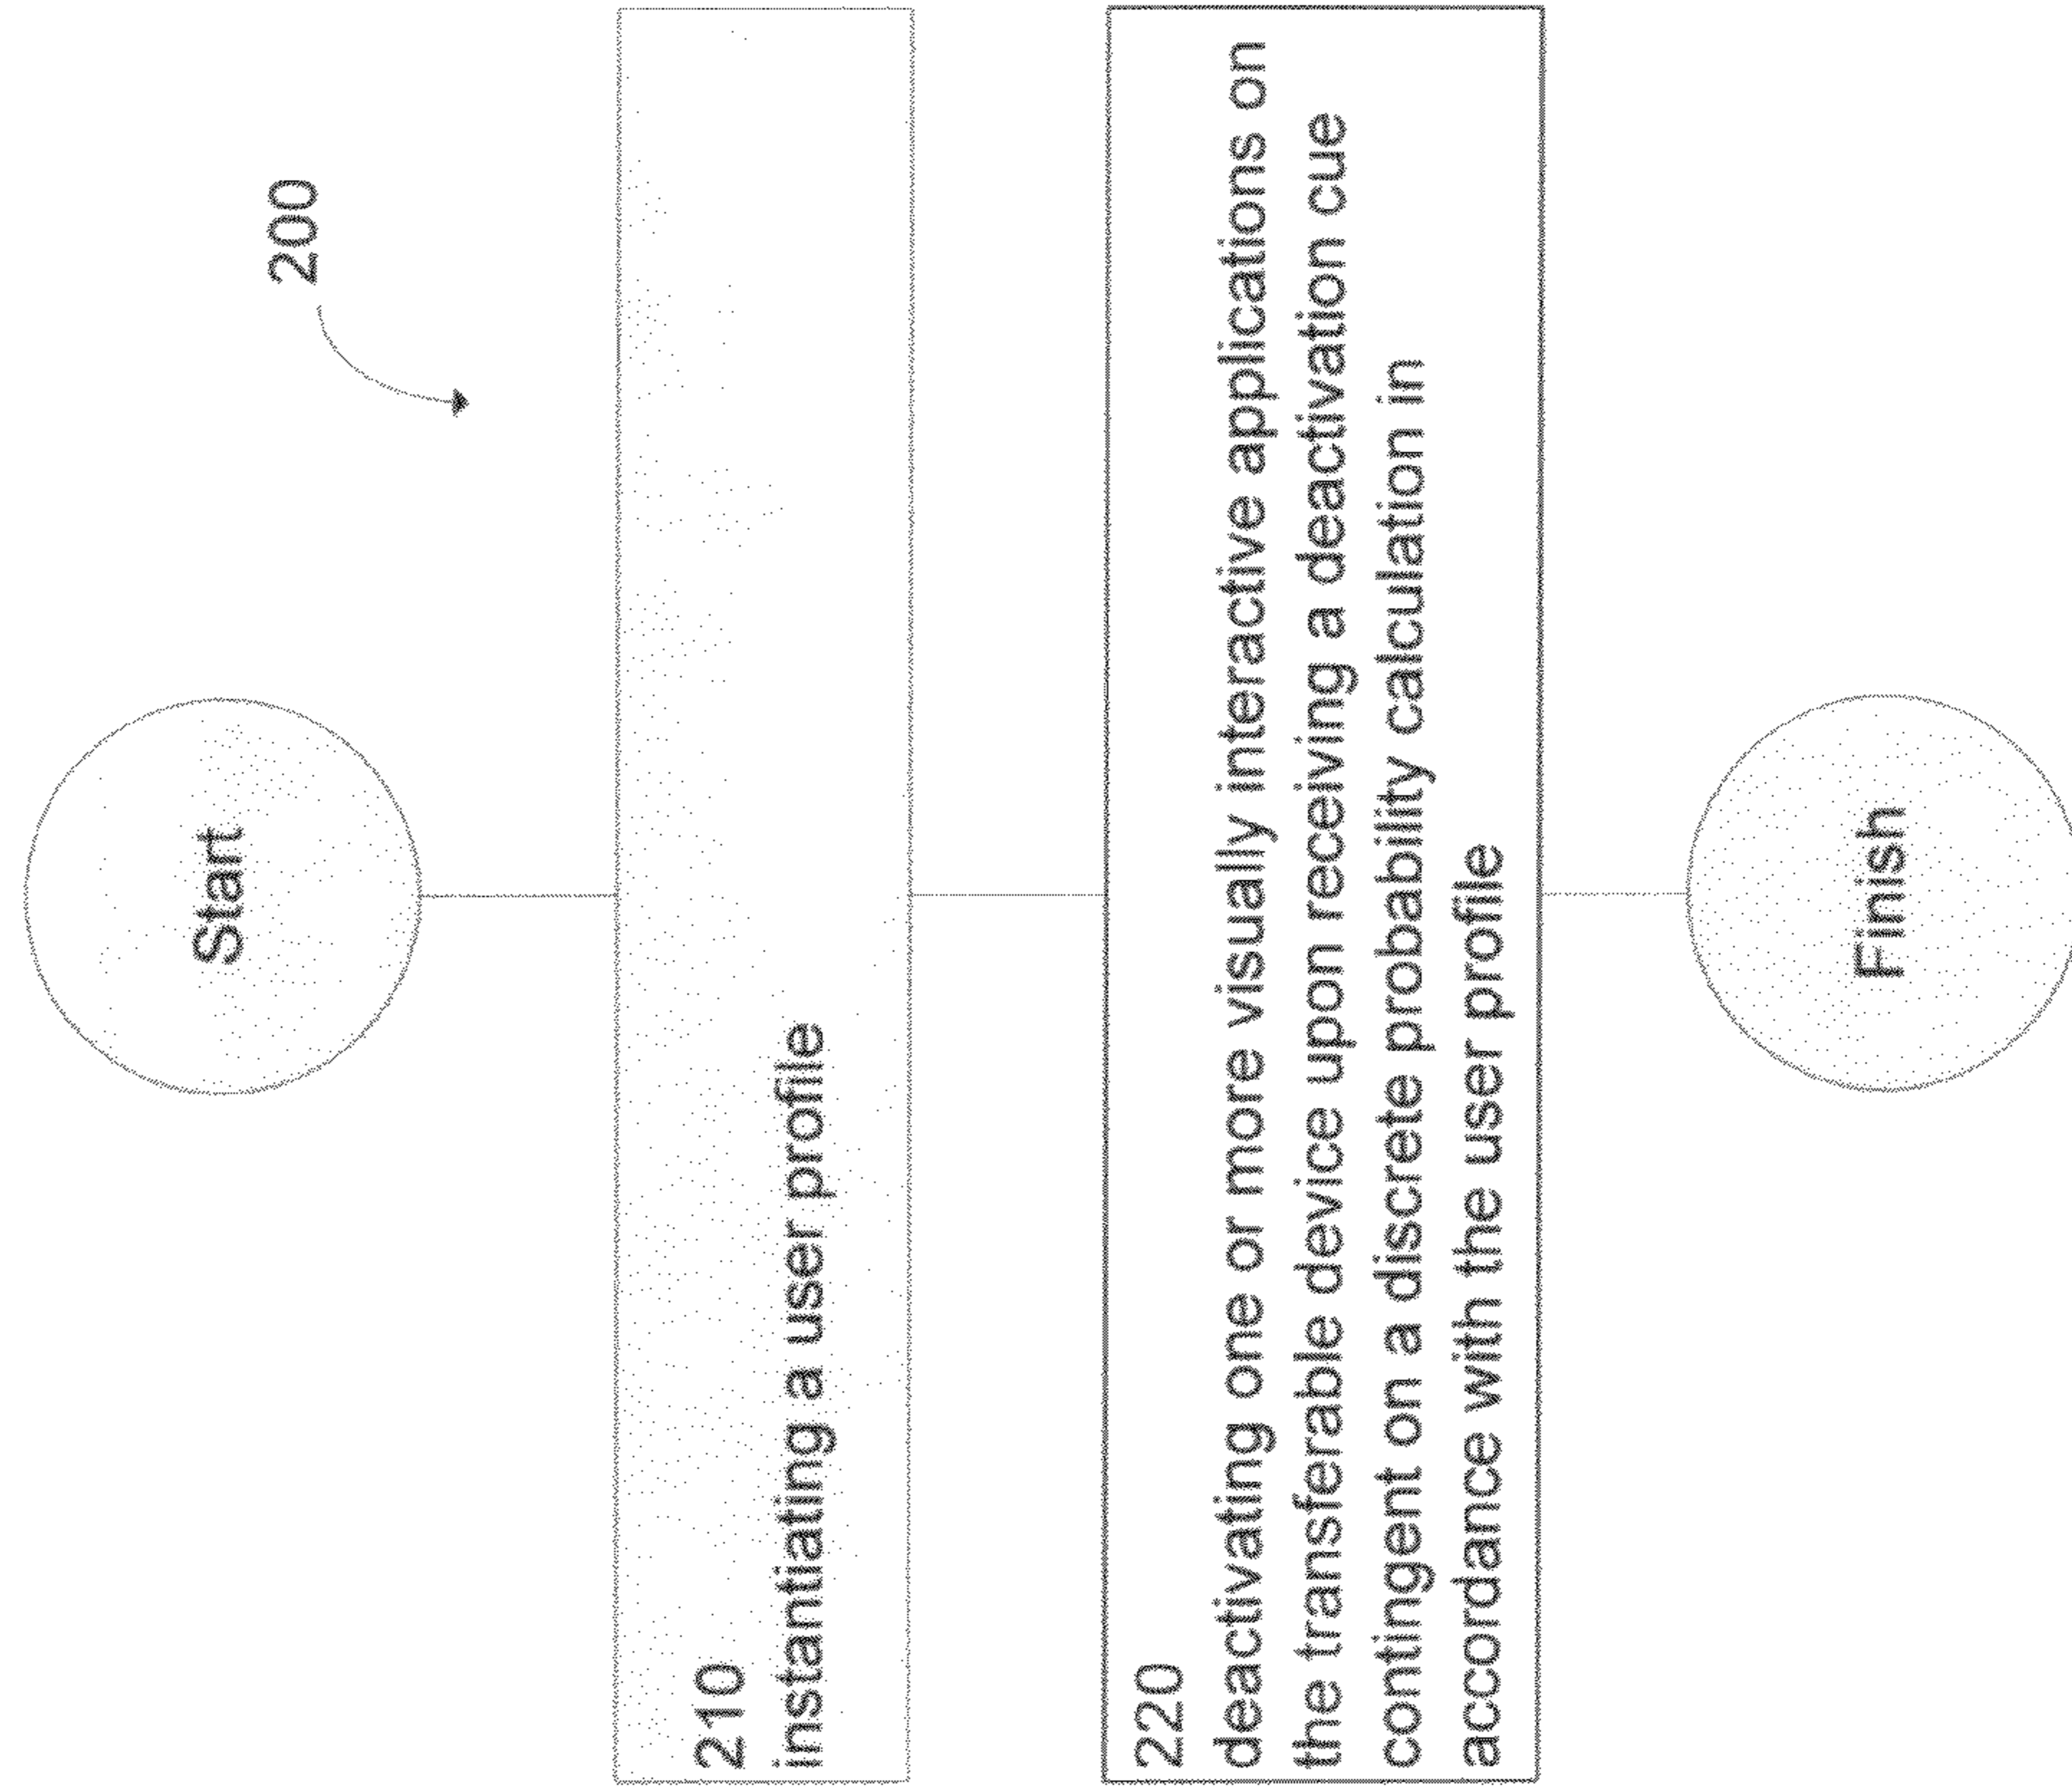 200
Start
210
instantiating a user profile
220
deactivating one or more visually interactive applications on
the transferable device upon receiving a deactivation cue
contingent on a discrete probability calculation in
accordance with the user profile
Finish